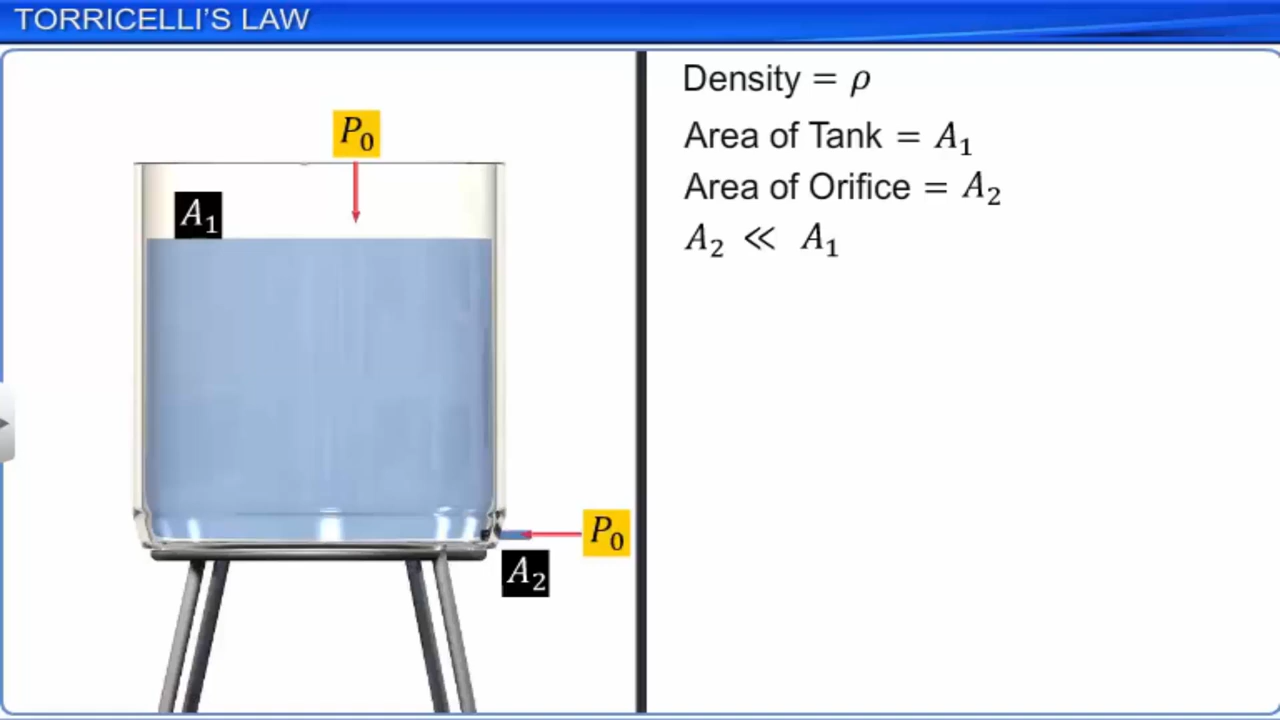 TORRICELLI'S LAW
P₀
A₁
P₀
A₂
Density = ρ
Area of Tank = A₁
Area of Orifice = A₂
A₂ ≪ A₁